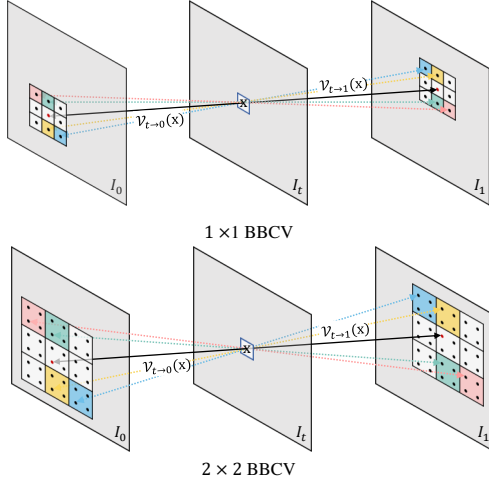 𝒱ₜ→₁(x)
x
𝒱ₜ→₀(x)
I₀
Iₜ
I₁
1 ×1 BBCV
𝒱ₜ→₁(x)
x
𝒱ₜ→₀(x)
I₀
Iₜ
I₁
2 × 2 BBCV